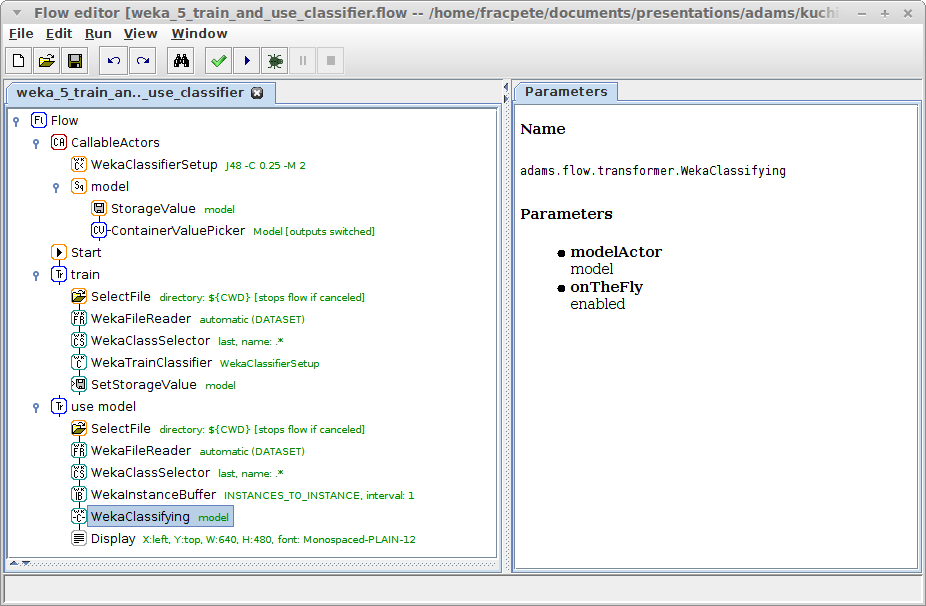 Flow editor [weka_5_train_and_use_classifier.flow -- /home/fracpete/documents/presentations/adams/kuchi
File Edit Run View Window
weka_5_train_an.._use_classifier
Flow
CallableActors
WekaClassifierSetup J48 -C 0.25 -M 2
model
StorageValue model
ContainerValuePicker Model [outputs switched]
Start
train
SelectFile directory: ${CWD} [stops flow if canceled]
WekaFileReader automatic (DATASET)
WekaClassSelector last, name: .*
WekaTrainClassifier WekaClassifierSetup
SetStorageValue model
use model
SelectFile directory: ${CWD} [stops flow if canceled]
WekaFileReader automatic (DATASET)
WekaClassSelector last, name: .*
WekaInstanceBuffer INSTANCES_TO_INSTANCE, interval: 1
WekaClassifying model
Display X:left, Y:top, W:640, H:480, font: Monospaced-PLAIN-12
Parameters
Name
adams.flow.transformer.WekaClassifying
Parameters
modelActor
model
onTheFly
enabled